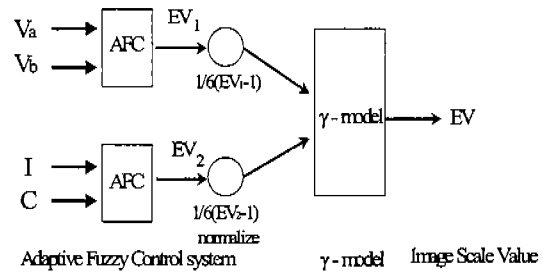 Va
Vb
AFC
EV1
1/6(EV1-1)
γ-model
EV
I
C
AFC
EV2
1/6(EV2-1)
normalize
Adaptive Fuzzy Control system
γ-model
Image Scale Value